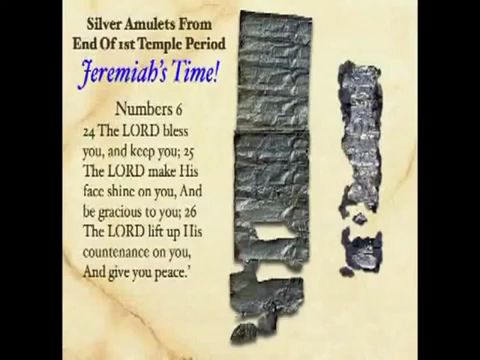 Silver Amulets From
End Of 1st Temple Period
Jeremiah's Time!
Numbers 6
24 The LORD bless
you, and keep you; 25
The LORD make His
face shine on you, And
be gracious to you; 26
The LORD lift up His
countenance on you,
And give you peace.'